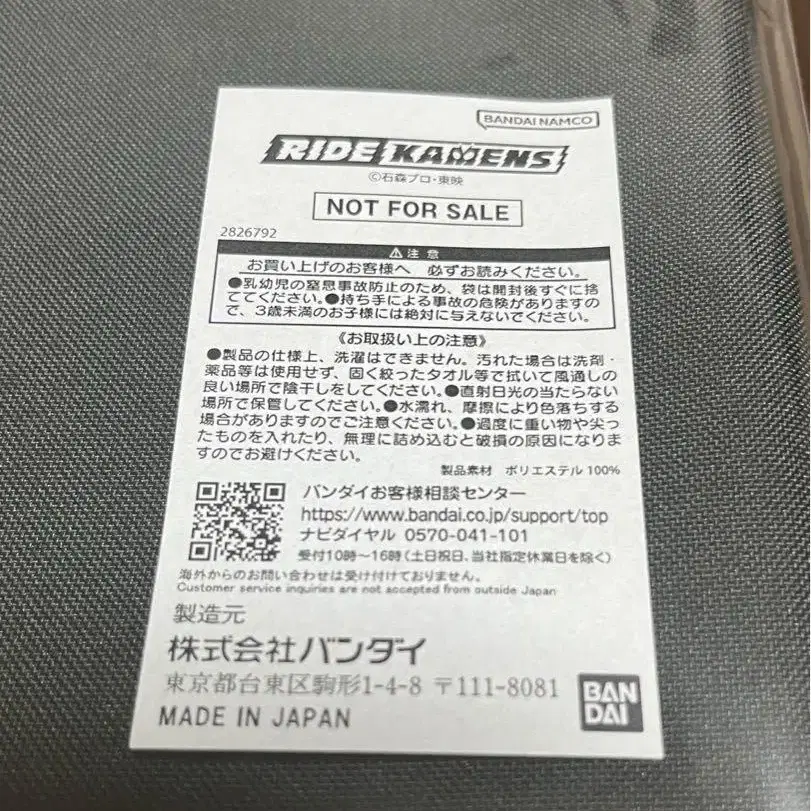 BANDAI NAMCO
RIDE KAMENS
©石森プロ・東映
NOT FOR SALE
2826792
⚠注 意
お買い上げのお客様へ 必ずお読みください。
●乳幼児の窒息事故防止のため、袋は開封後すぐに捨
ててください。●持ち手による事故の危険がありますの
で、3歳未満のお子様には絶対に与えないでください。
《お取扱い上の注意》
●製品の仕様上、洗濯はできません。汚れた場合は洗剤・
薬品等は使用せず、固く絞ったタオル等で拭いて風通しの
良い場所で陰干しをしてください。●直射日光の当たらない
場所で保管してください。●水濡れ、摩擦により色落ちする
場合がありますのでご注意ください。●過度に重い物や尖っ
たものを入れたり、無理に詰め込むと破損の原因になりま
すのでお避けください。
製品素材 ポリエステル 100%
バンダイお客様相談センター
https://www.bandai.co.jp/support/top
ナビダイヤル 0570-041-101
受付10時〜16時(土日祝日、当社指定休業日を除く)
海外からのお問い合わせは受け付けておりません。
Customer service inquiries are not accepted from outside Japan
製造元
株式会社バンダイ
東京都台東区駒形1-4-8 〒111-8081
MADE IN JAPAN
BAN
DAI